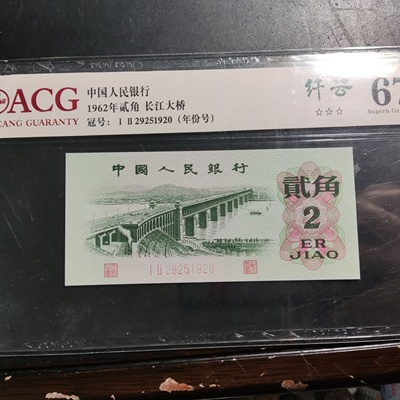 ACG
CANG GUARANTY
中国人民银行
1962年贰角 长江大桥
冠号: I II 29251920 (年份号)
纤云
☆☆☆
67
Superb Ge
中國人民銀行
貳角
2
ER
JIAO
I II 29251920